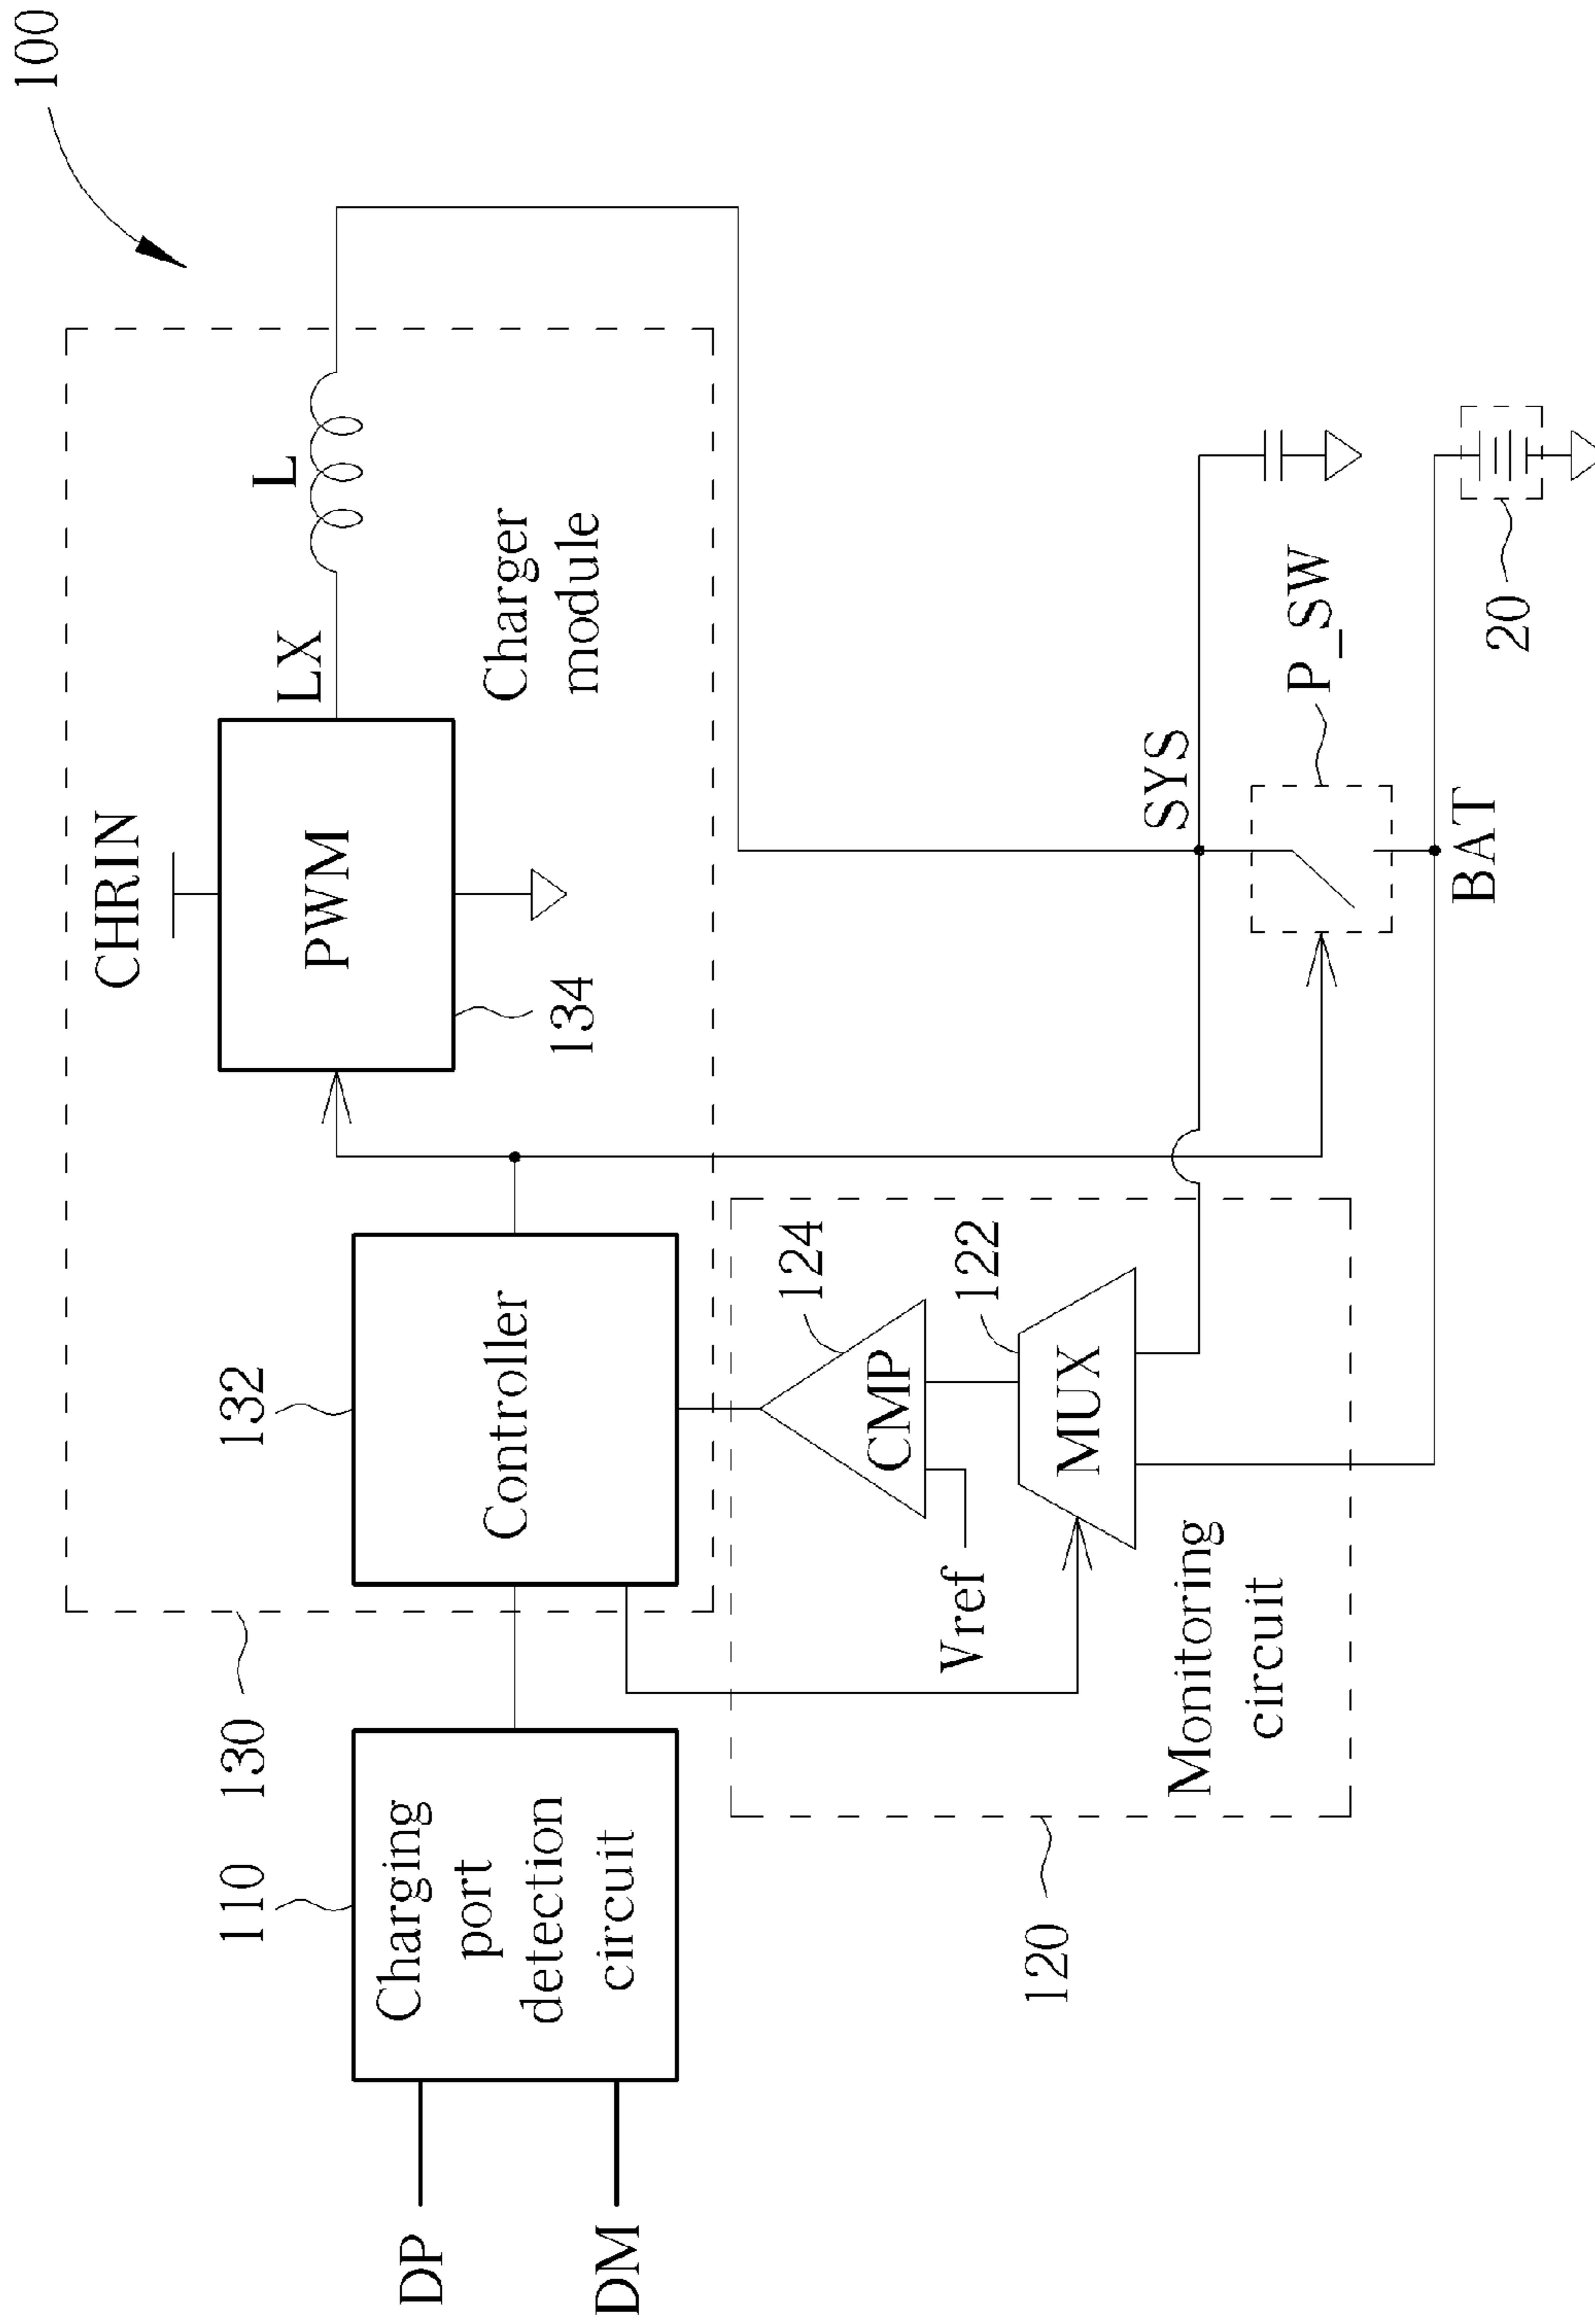 100
CHRIN
PWM
134
LX
L
Charger
module
132
Controller
130
110
Charging
port
detection
circuit
DP
DM
124
CMP
Vref
122
MUX
Monitoring
circuit
120
SYS
P_SW
BAT
20